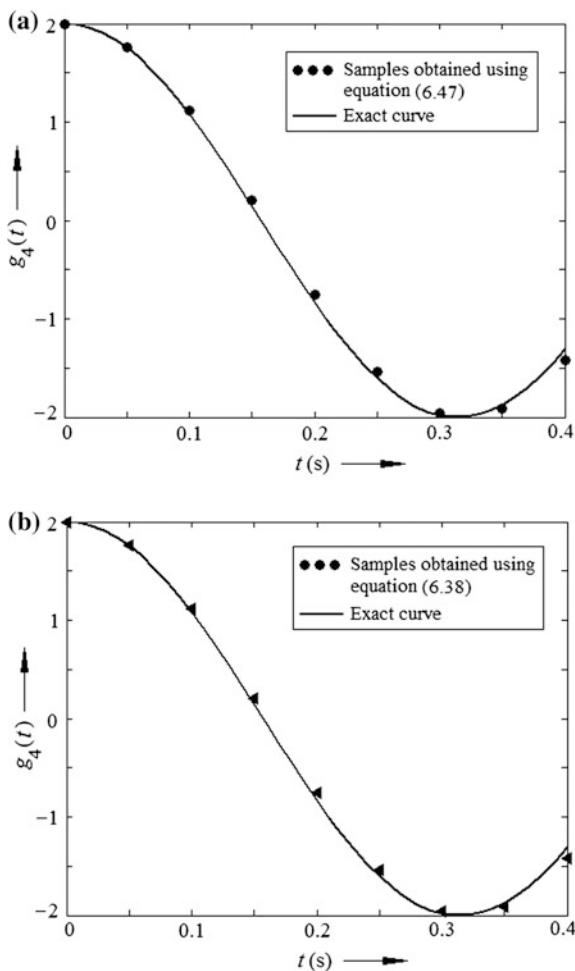 (a)
2
1
0
−1
−2
g4(t)
Samples obtained using
equation (6.47)
Exact curve
0 0.1 0.2 0.3 0.4
t (s)
(b)
2
1
0
−1
−2
g4(t)
Samples obtained using
equation (6.38)
Exact curve
0 0.1 0.2 0.3 0.4
t (s)